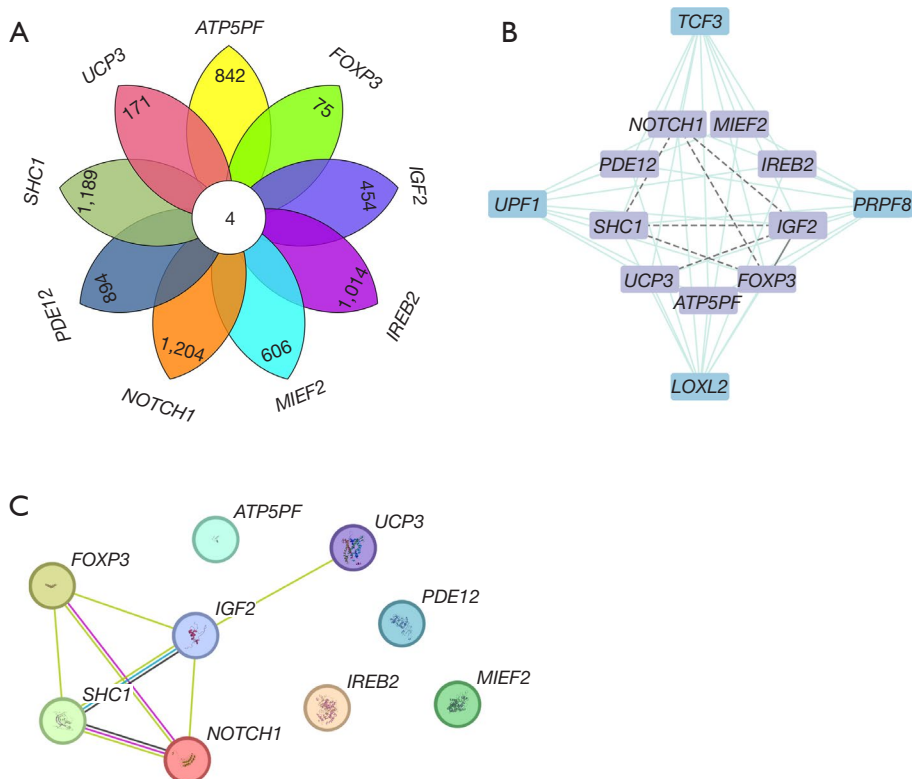 A
ATP5PF
842
FOXP3
75
IGF2
454
IREB2
1,014
MIEF2
606
NOTCH1
1,204
PDE12
894
SHC1
1,189
UCP3
171
4
B
TCF3
NOTCH1
MIEF2
PDE12
IREB2
UPF1
PRPF8
SHC1
IGF2
UCP3
FOXP3
ATP5PF
LOXL2
C
ATP5PF
UCP3
FOXP3
IGF2
PDE12
SHC1
IREB2
MIEF2
NOTCH1